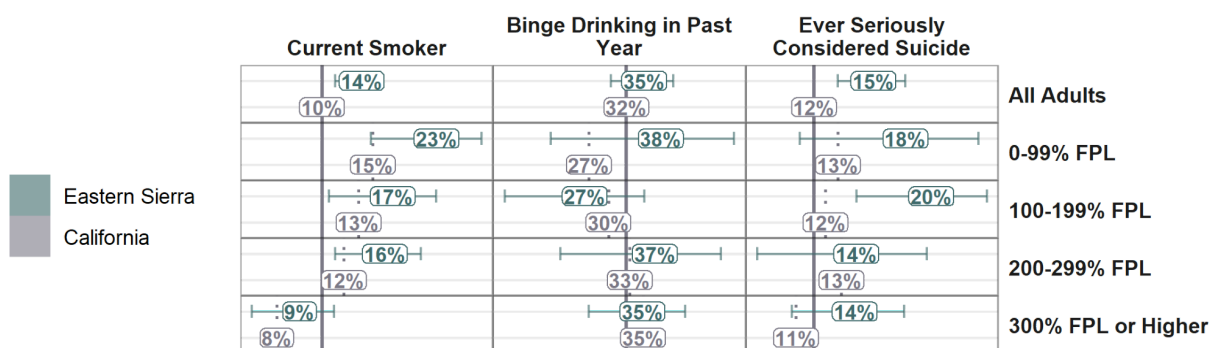 Current Smoker
Binge Drinking in Past
Year
Ever Seriously
Considered Suicide
14%
35%
15%
All Adults
10%
32%
12%
23%
38%
18%
0-99% FPL
15%
27%
13%
Eastern Sierra
17%
27%
20%
100-199% FPL
California
13%
30%
12%
16%
37%
14%
200-299% FPL
12%
33%
13%
9%
35%
14%
300% FPL or Higher
8%
35%
11%